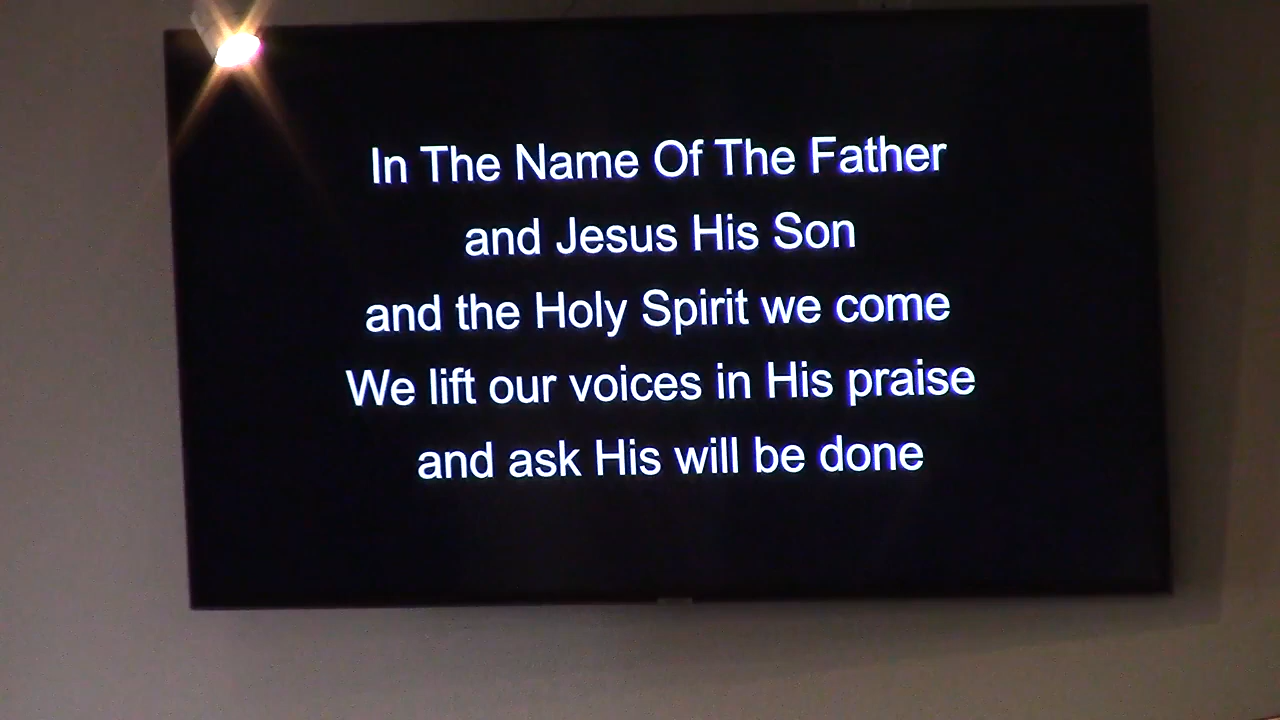 In The Name Of The Father
and Jesus His Son
and the Holy Spirit we come
We lift our voices in His praise
and ask His will be done